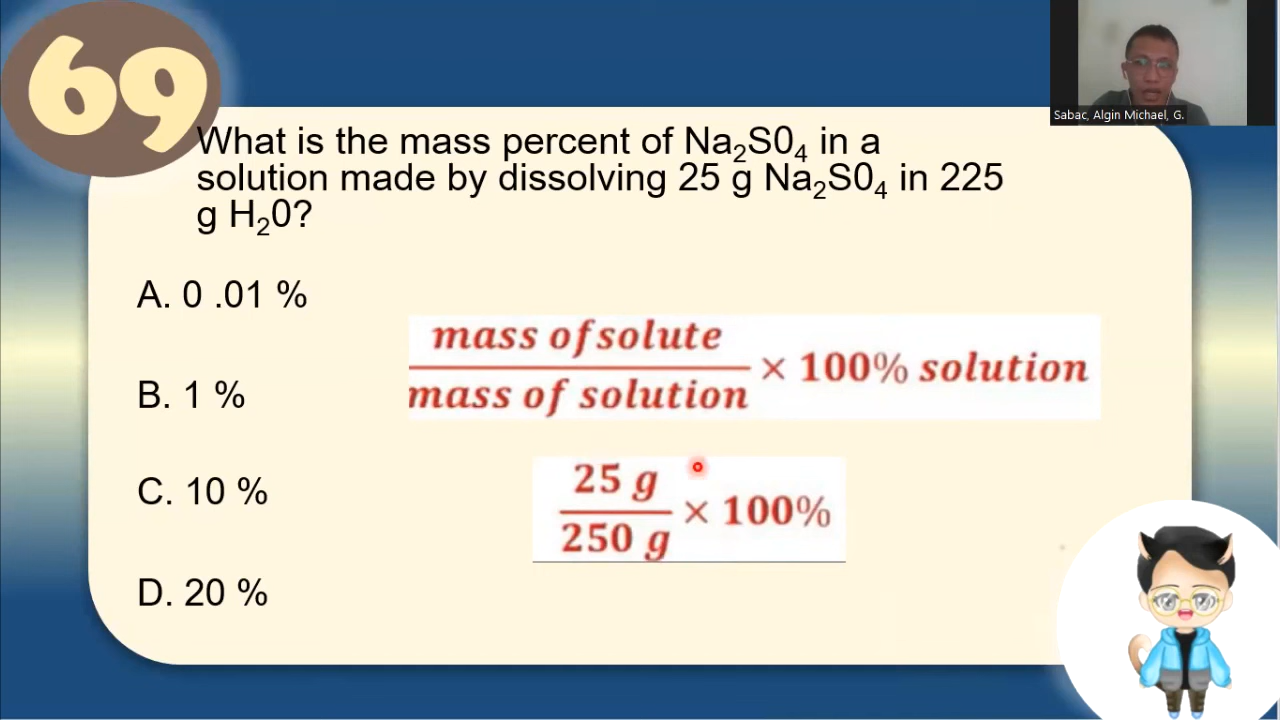 69
Sabac, Algin Michael, G.
What is the mass percent of Na₂S0₄ in a
solution made by dissolving 25 g Na₂S0₄ in 225
g H₂0?
A. 0 .01 %
mass of solute
mass of solution
× 100% solution
B. 1 %
C. 10 %
25 g
250 g
× 100%
D. 20 %